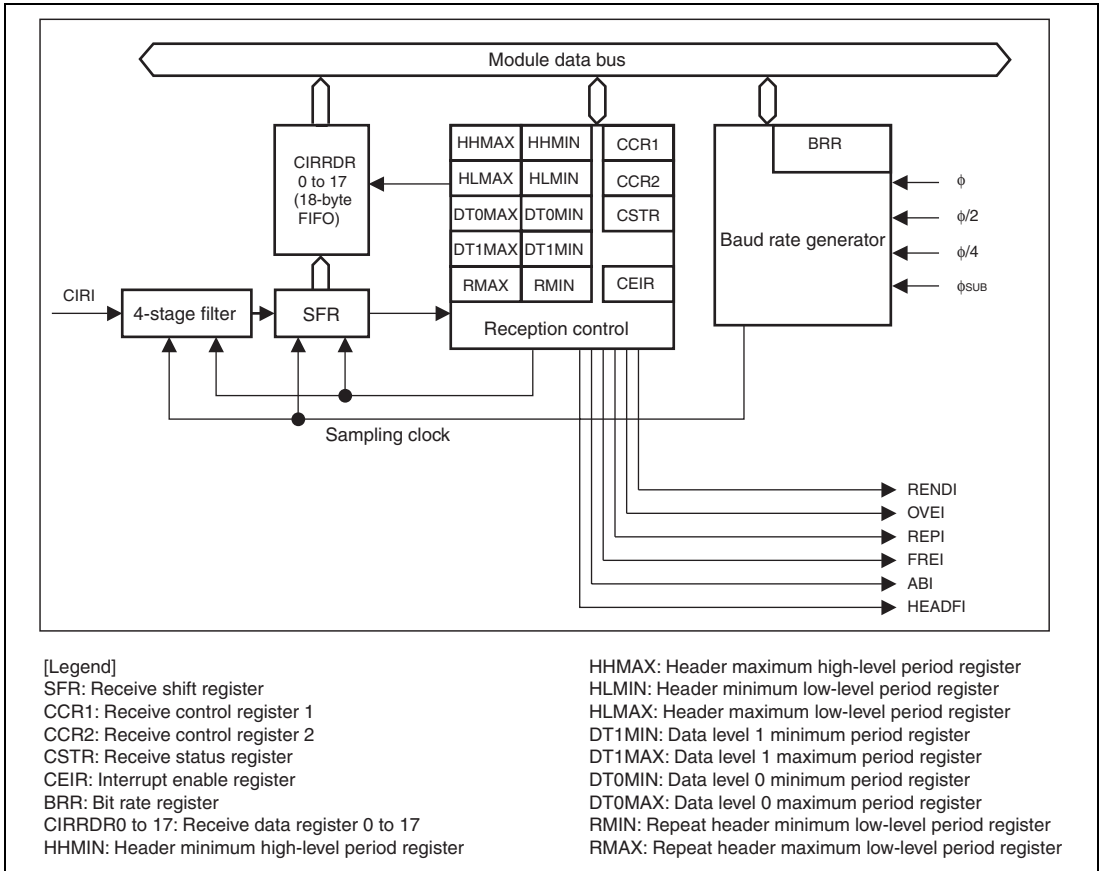 Module data bus
CIRRDR
0 to 17
(18-byte
FIFO)
HHMAX HHMIN
HLMAX HLMIN
DT0MAX DT0MIN
DT1MAX DT1MIN
RMAX RMIN
CCR1
CCR2
CSTR
CEIR
Reception control
BRR
Baud rate generator
ϕ
ϕ/2
ϕ/4
ϕSUB
CIRI
4-stage filter
SFR
Sampling clock
RENDI
OVEI
REPI
FREI
ABI
HEADFI
[Legend]
SFR: Receive shift register
CCR1: Receive control register 1
CCR2: Receive control register 2
CSTR: Receive status register
CEIR: Interrupt enable register
BRR: Bit rate register
CIRRDR0 to 17: Receive data register 0 to 17
HHMIN: Header minimum high-level period register
HHMAX: Header maximum high-level period register
HLMIN: Header minimum low-level period register
HLMAX: Header maximum low-level period register
DT1MIN: Data level 1 minimum period register
DT1MAX: Data level 1 maximum period register
DT0MIN: Data level 0 minimum period register
DT0MAX: Data level 0 maximum period register
RMIN: Repeat header minimum low-level period register
RMAX: Repeat header maximum low-level period register